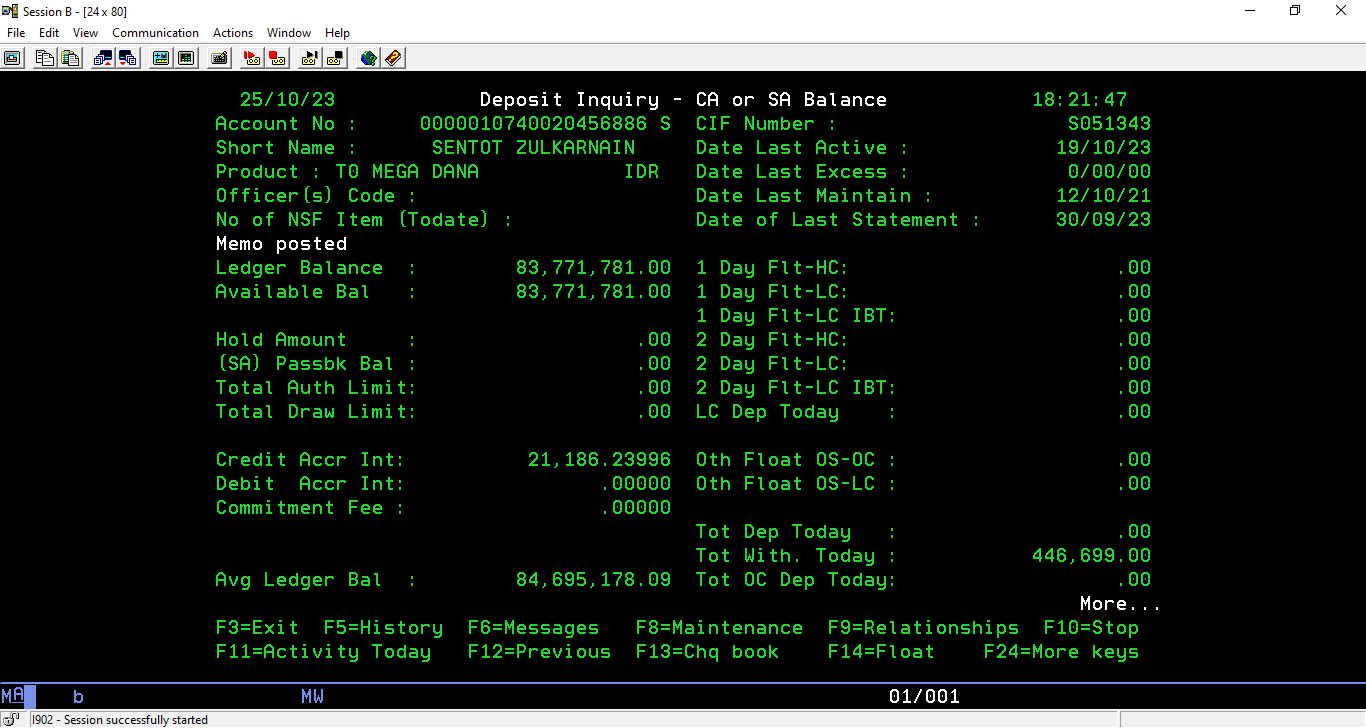 Session B - [24 x 80]
File Edit View Communication Actions Window Help
25/10/23 Deposit Inquiry - CA or SA Balance 18:21:47
Account No : 0000010740020456886 S CIF Number : S051343
Short Name : SENTOT ZULKARNAIN Date Last Active : 19/10/23
Product : T0 MEGA DANA IDR Date Last Excess : 0/00/00
Officer(s) Code : Date Last Maintain : 12/10/21
No of NSF Item (Todate) : Date of Last Statement : 30/09/23
Memo posted
Ledger Balance : 83,771,781.00 1 Day Flt-HC: .00
Available Bal : 83,771,781.00 1 Day Flt-LC: .00
1 Day Flt-LC IBT: .00
Hold Amount : .00 2 Day Flt-HC: .00
(SA) Passbk Bal : .00 2 Day Flt-LC: .00
Total Auth Limit: .00 2 Day Flt-LC IBT: .00
Total Draw Limit: .00 LC Dep Today : .00
Credit Accr Int: 21,186.23996 Oth Float OS-OC : .00
Debit Accr Int: .00000 Oth Float OS-LC : .00
Commitment Fee : .00000
Tot Dep Today : .00
Tot With. Today : 446,699.00
Avg Ledger Bal : 84,695,178.09 Tot OC Dep Today: .00
More...
F3=Exit F5=History F6=Messages F8=Maintenance F9=Relationships F10=Stop
F11=Activity Today F12=Previous F13=Chq book F14=Float F24=More keys
MA b MW 01/001
I902 - Session successfully started